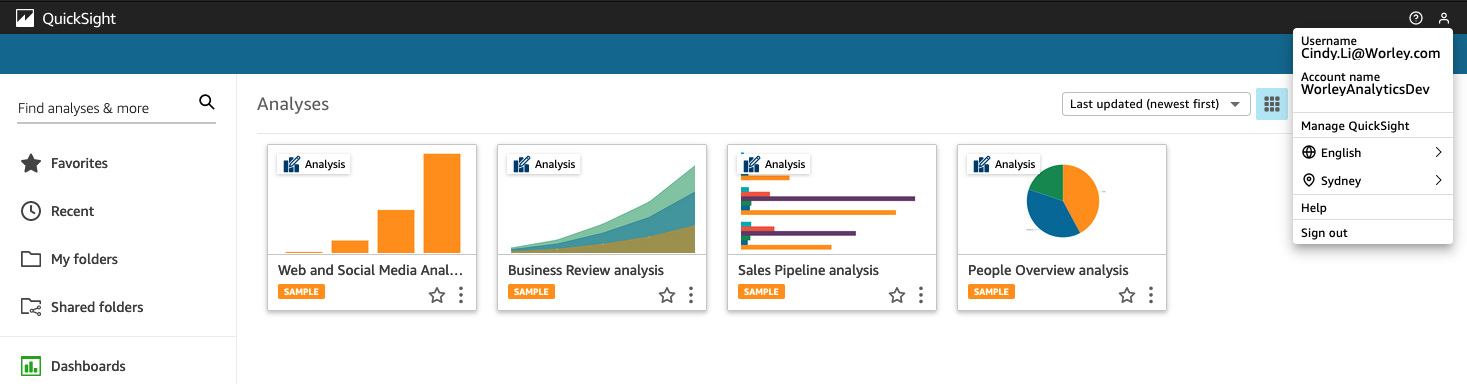 QuickSight
Username
Cindy.Li@Worley.com
Account name
WorleyAnalyticsDev
Manage QuickSight
English
Sydney
Help
Sign out
Find analyses & more
Favorites
Recent
My folders
Shared folders
Dashboards
Analyses
Last updated (newest first)
Analysis
Web and Social Media Anal...
SAMPLE
Analysis
Business Review analysis
SAMPLE
Analysis
Sales Pipeline analysis
SAMPLE
Analysis
People Overview analysis
SAMPLE